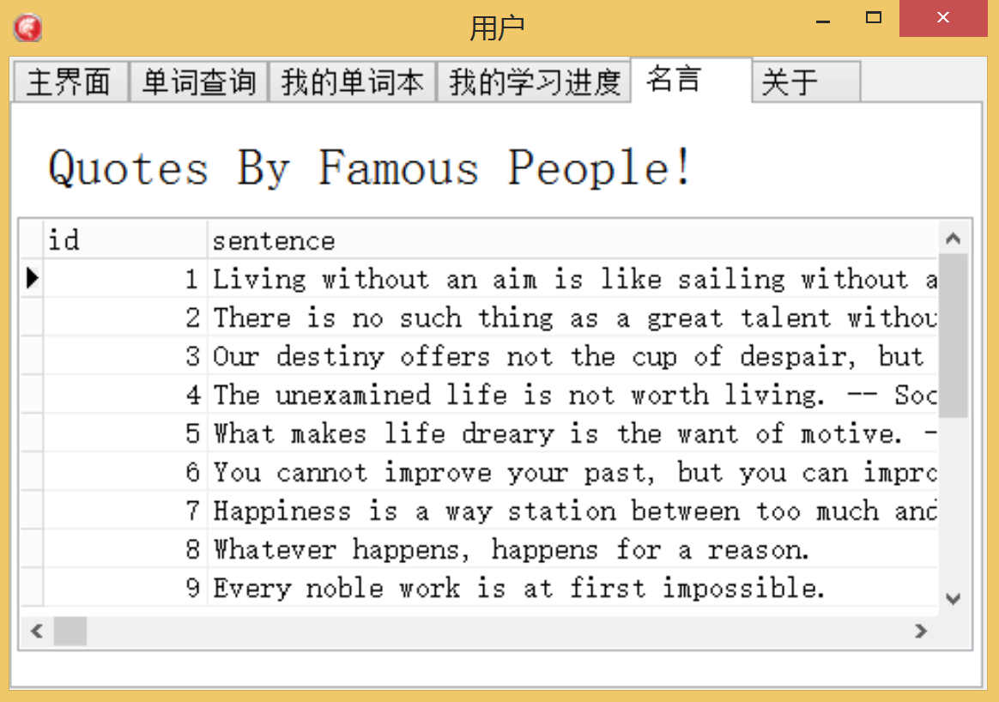 用户
主界面 单词查询 我的单词本 我的学习进度 名言 关于
Quotes By Famous People!
id sentence
1 Living without an aim is like sailing without a
2 There is no such thing as a great talent
3 Our destiny offers not the cup of despair, but
4 The unexamined life is not worth living. --
5 What makes life dreary is the want of motive. -
6 You cannot improve your past, but you can
7 Happiness is a way station between too much and
8 Whatever happens, happens for a reason.
9 Every noble work is at first impossible.